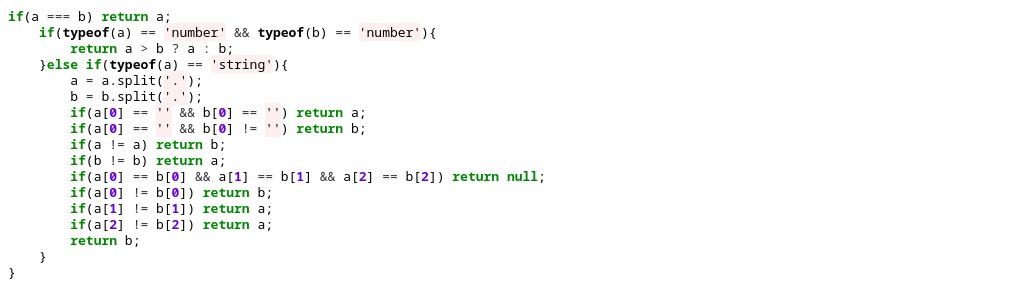 if(a === b) return a;
    if(typeof(a) == 'number' && typeof(b) == 'number'){
        return a > b ? a : b;
    }else if(typeof(a) == 'string'){
        a = a.split('.');
        b = b.split('.');
        if(a[0] == '' && b[0] == '') return a;
        if(a[0] == '' && b[0] != '') return b;
        if(a != a) return b;
        if(b != b) return a;
        if(a[0] == b[0] && a[1] == b[1] && a[2] == b[2]) return null;
        if(a[0] != b[0]) return b;
        if(a[1] != b[1]) return a;
        if(a[2] != b[2]) return a;
        return b;
    }
}